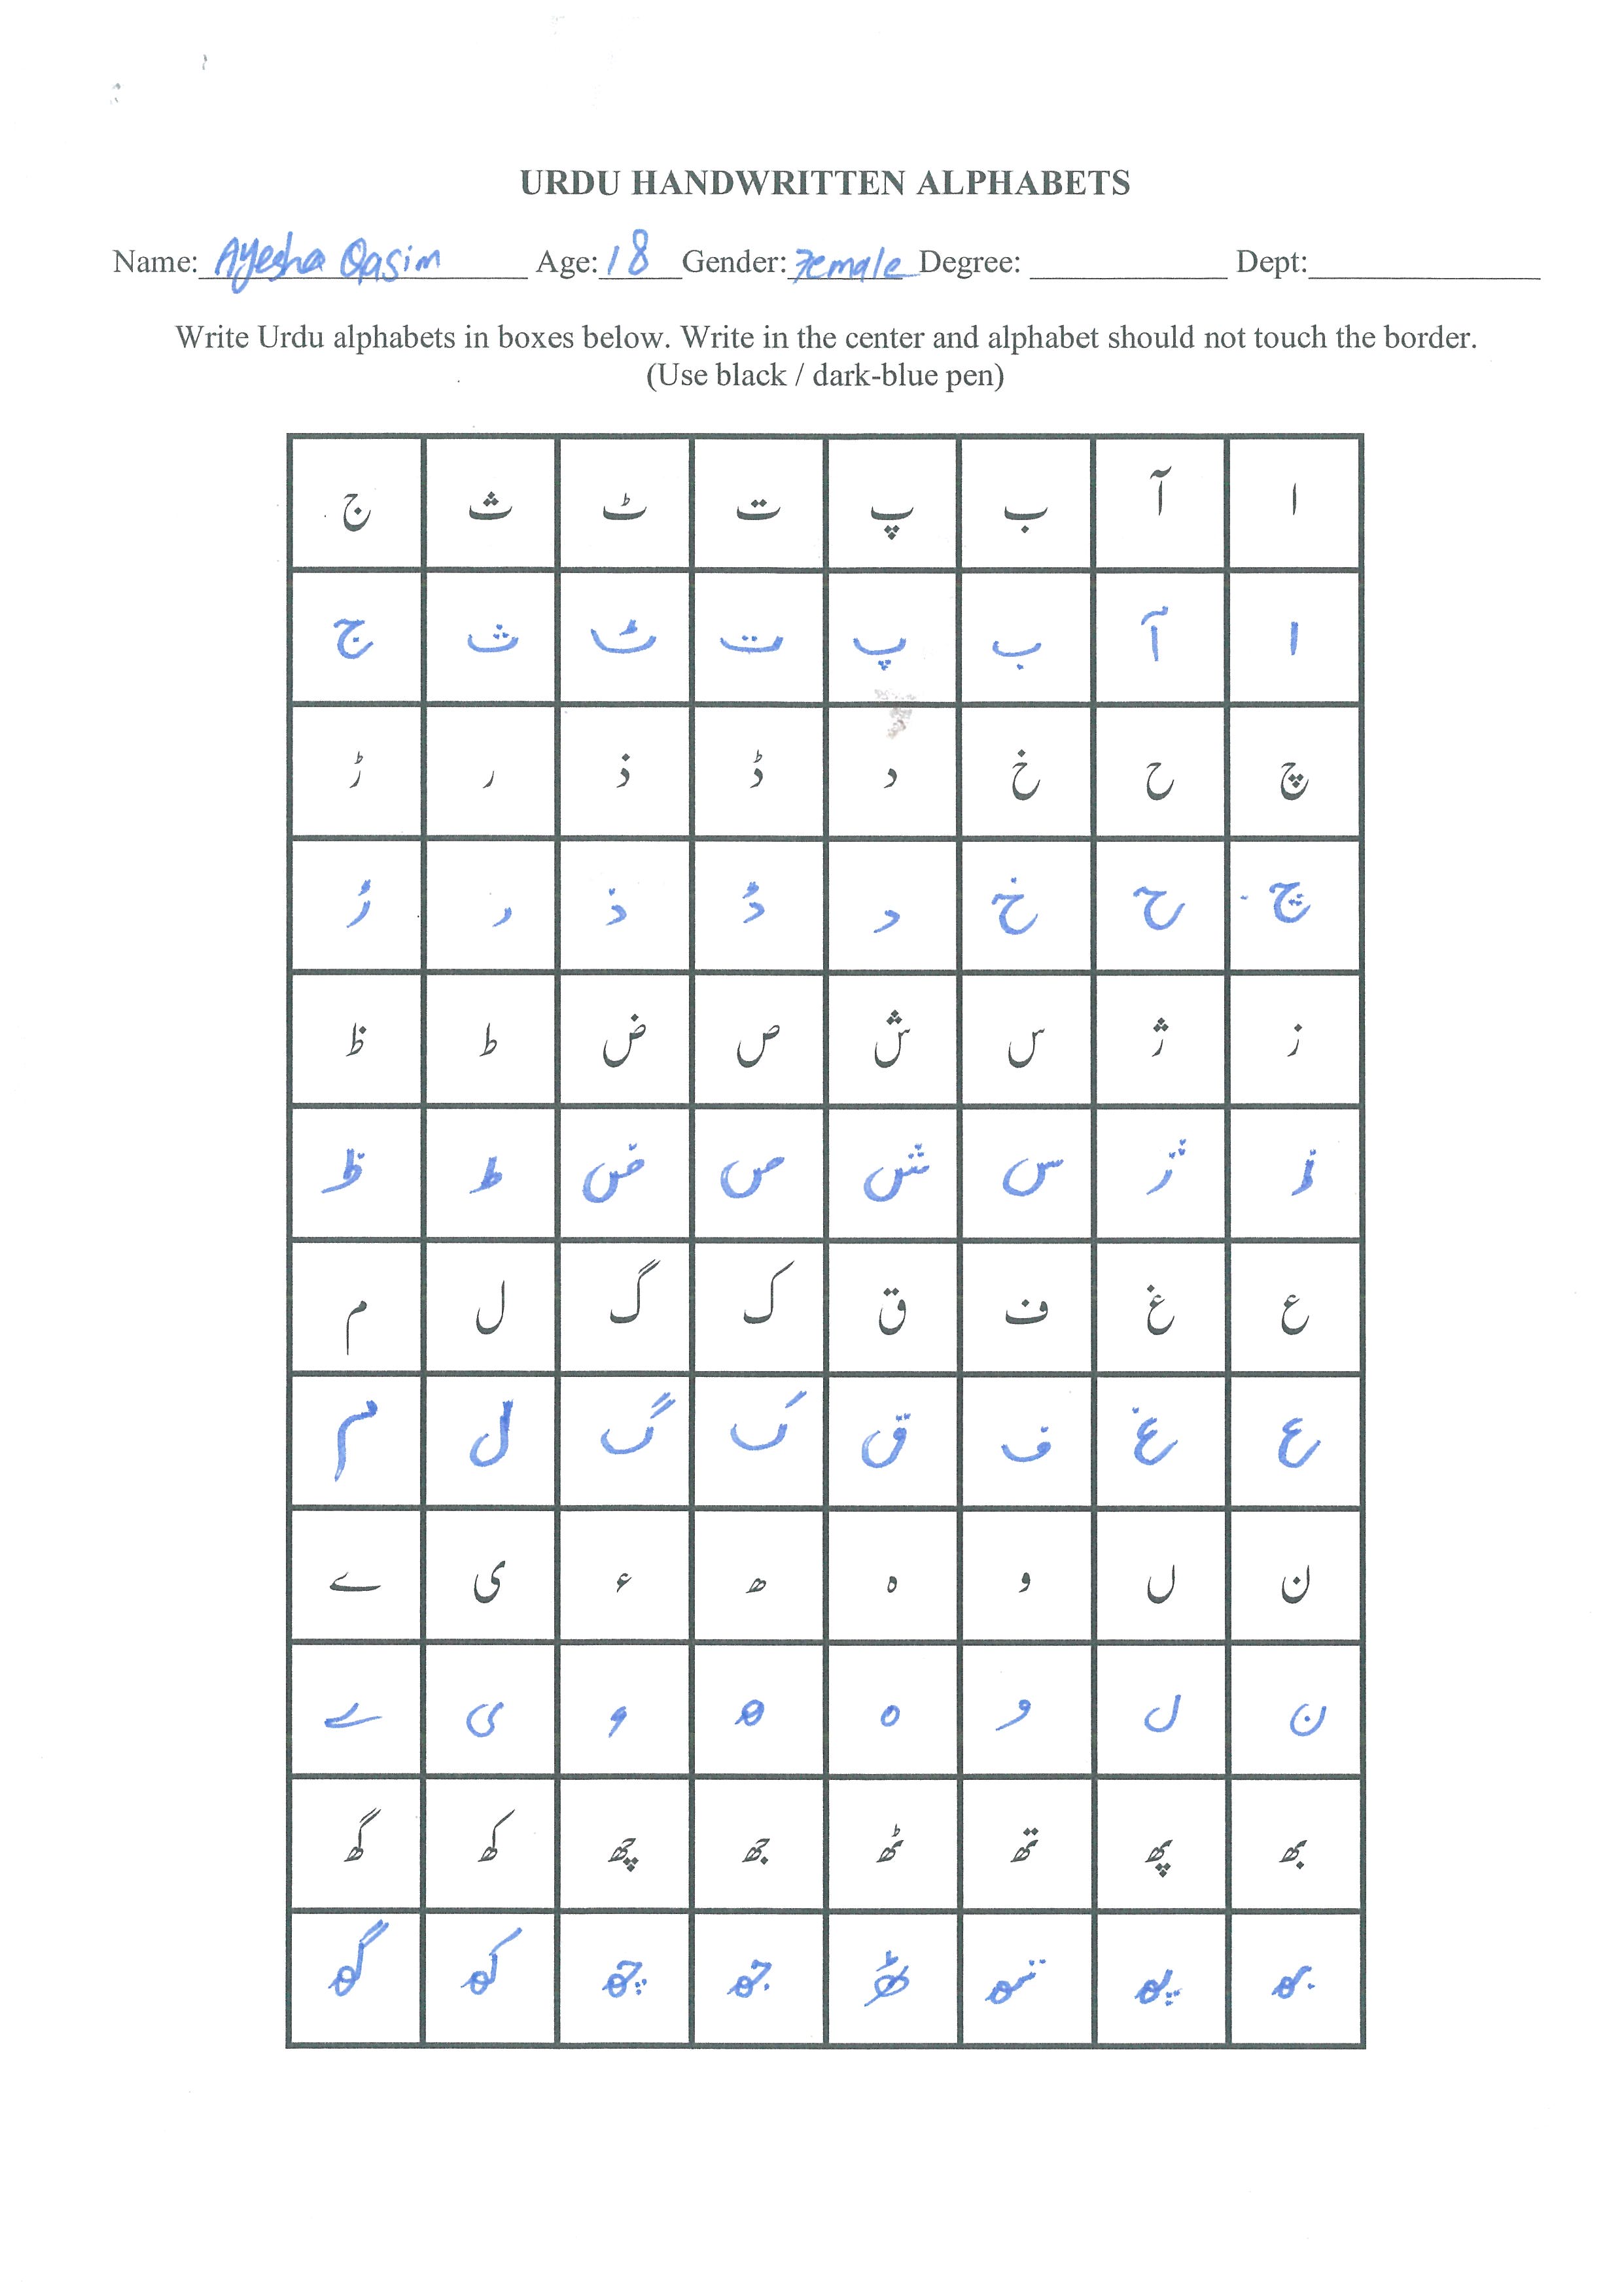 URDU HANDWRITTEN ALPHABETS
Name: Ayesha Qasim Age: 18 Gender: Female Degree: Dept:
Write Urdu alphabets in boxes below. Write in the center and alphabet should not touch the border.
(Use black / dark-blue pen)
ا آ ب پ ت ٹ ث ج
ا آ ب پ ت ٹ ث ج
چ ح خ د ڈ ذ ر ڑ
چ ح خ د ڈ ذ ر ڑ
ز ژ س ش ص ض ط ظ
ز ژ س ش ص ض ط ظ
ع غ ف ق ک گ ل م
ع غ ف ق ک گ ل م
ن ں و ہ ھ ء ی ے
ن ں و ہ ھ ء ی ے
بھ پھ تھ ٹھ جھ چھ کھ گھ
بھ پھ تھ ٹھ جھ چھ کھ گھ